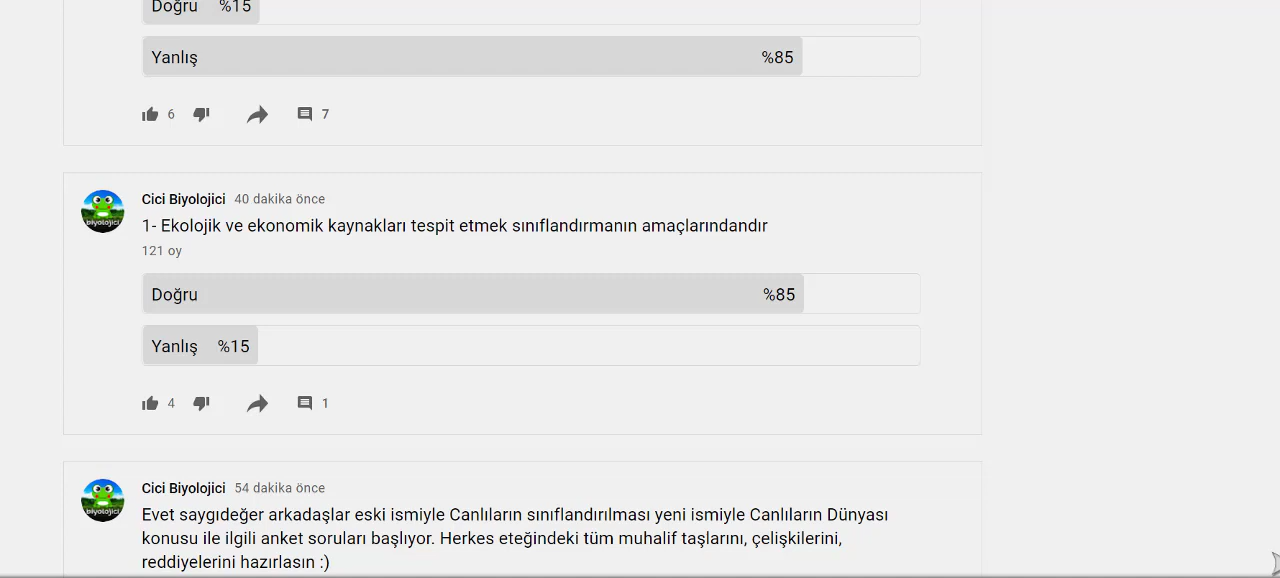 Doğru %15
Yanlış %85
6 7
Cici Biyolojici 40 dakika önce
1- Ekolojik ve ekonomik kaynakları tespit etmek sınıflandırmanın amaçlarındandır
121 oy
Doğru %85
Yanlış %15
4 1
Cici Biyolojici 54 dakika önce
Evet saygıdeğer arkadaşlar eski ismiyle Canlıların sınıflandırılması yeni ismiyle Canlıların Dünyası
konusu ile ilgili anket soruları başlıyor. Herkes eteğindeki tüm muhalif taşlarını, çelişkilerini,
reddiyelerini hazırlasın :)
biyolojici
biyolojici